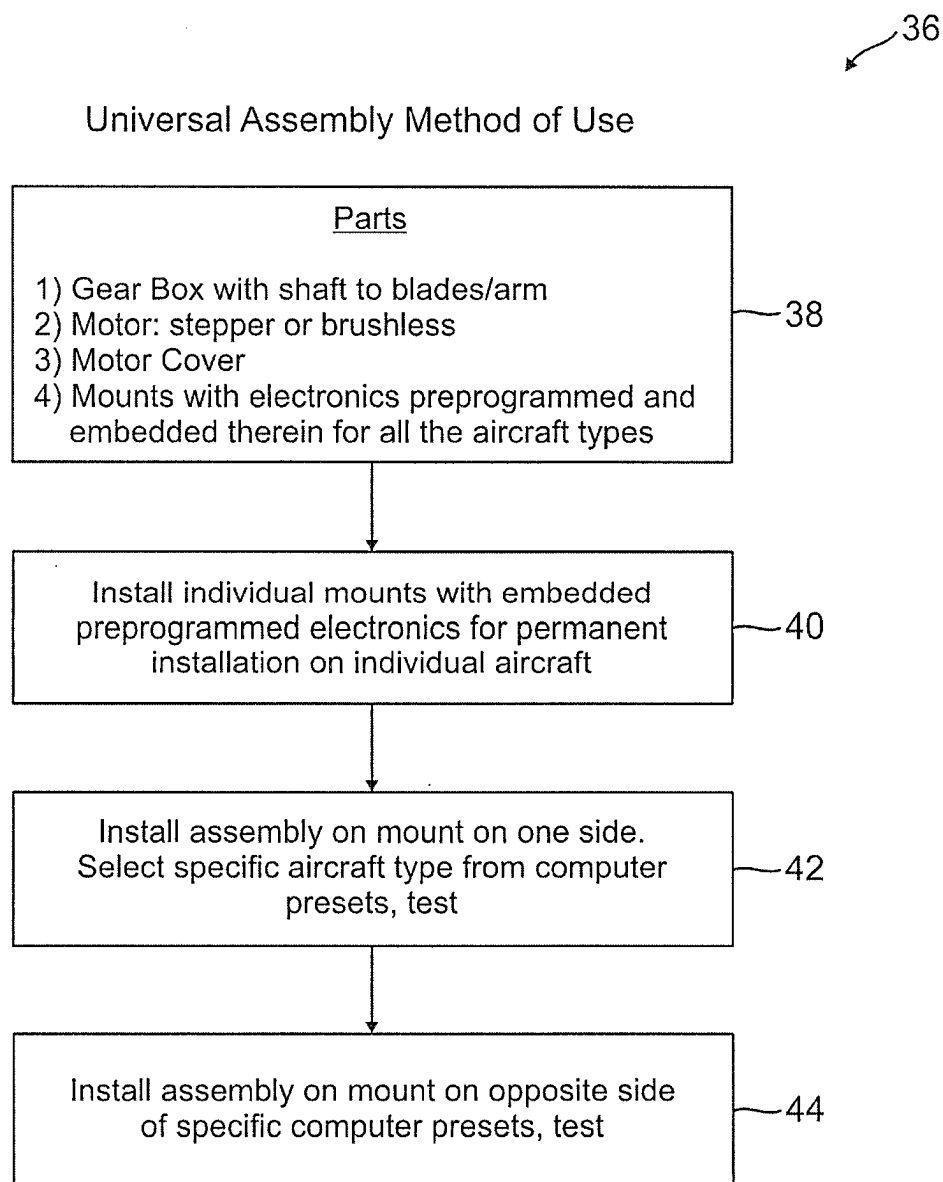 36
Universal Assembly Method of Use
Parts
1) Gear Box with shaft to blades/arm
2) Motor: stepper or brushless
3) Motor Cover
4) Mounts with electronics preprogrammed and
embedded therein for all the aircraft types
38
Install individual mounts with embedded
preprogrammed electronics for permanent
installation on individual aircraft
40
Install assembly on mount on one side.
Select specific aircraft type from computer
presets, test
42
Install assembly on mount on opposite side
of specific computer presets, test
44